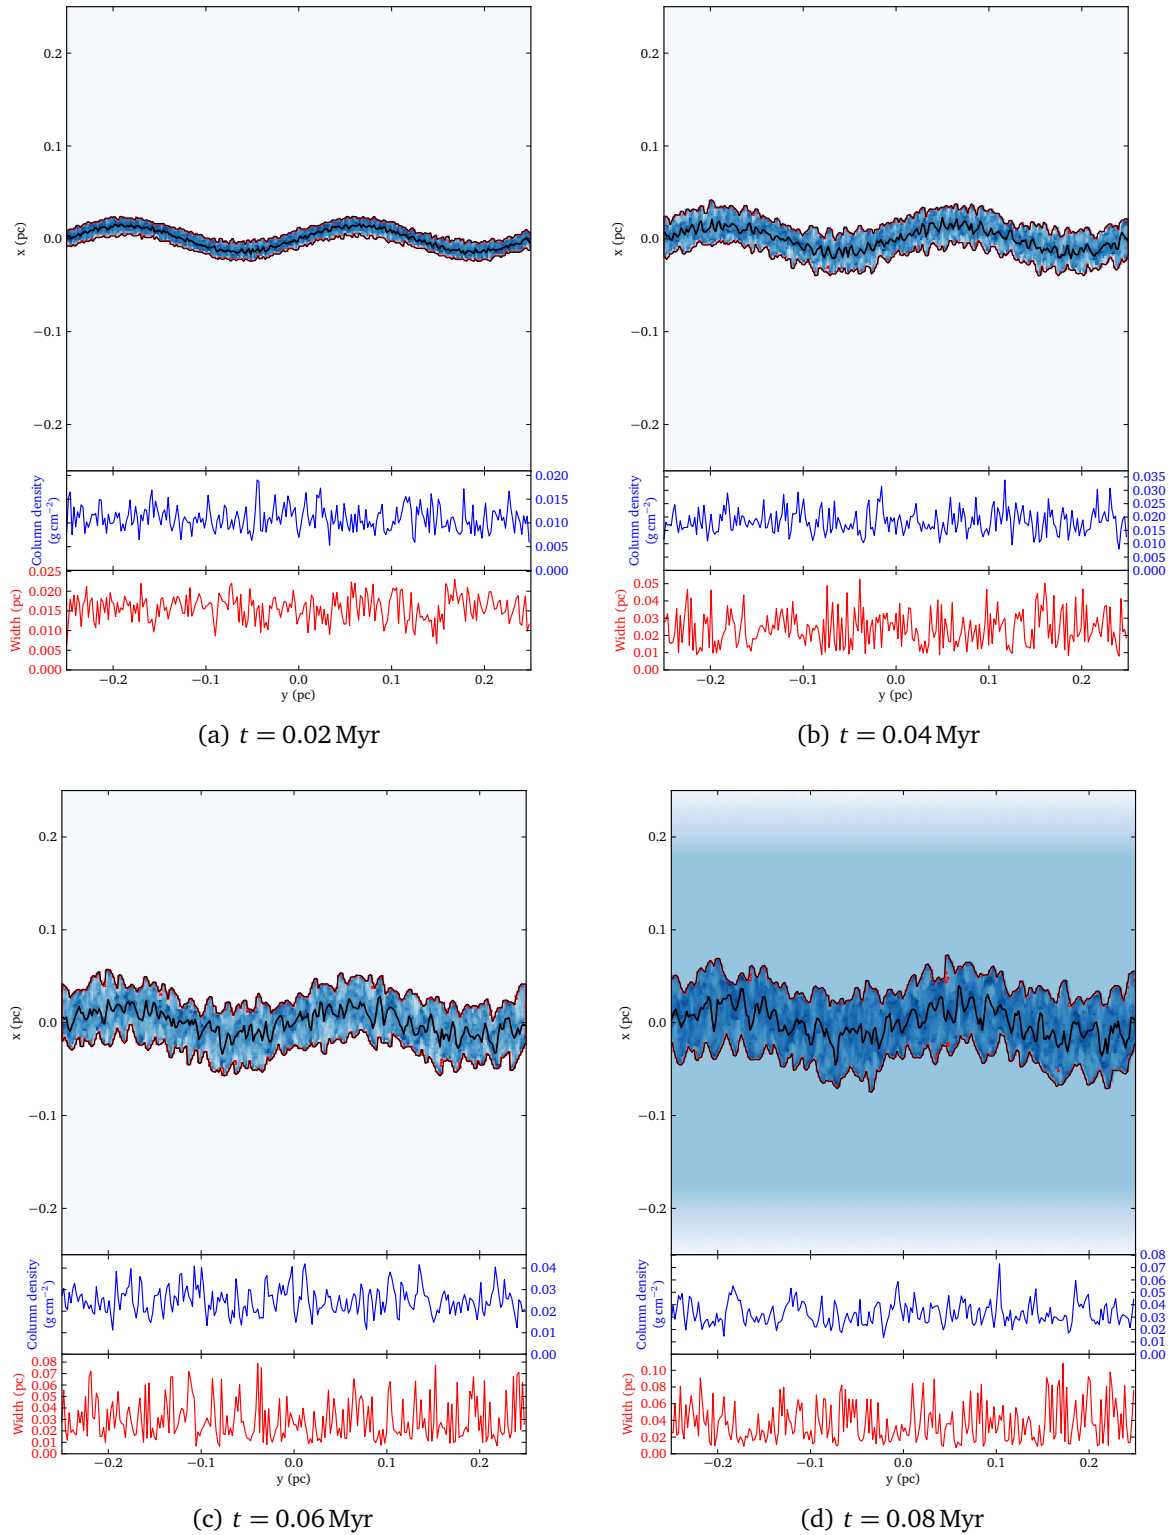 0.2
0.1
0.0
−0.1
−0.2
x (pc)
Column density
(g cm−2)
0.020
0.015
0.010
0.005
0.000
Width (pc)
0.025
0.020
0.015
0.010
0.005
0.000
−0.2 −0.1 0.0 0.1 0.2
y (pc)
(a) t = 0.02 Myr
0.2
0.1
0.0
−0.1
−0.2
x (pc)
Column density
(g cm−2)
0.035
0.030
0.025
0.020
0.015
0.010
0.005
0.000
Width (pc)
0.05
0.04
0.03
0.02
0.01
0.00
−0.2 −0.1 0.0 0.1 0.2
y (pc)
(b) t = 0.04 Myr
0.2
0.1
0.0
−0.1
−0.2
x (pc)
Column density
(g cm−2)
0.04
0.03
0.02
0.01
0.00
Width (pc)
0.08
0.07
0.06
0.05
0.04
0.03
0.02
0.01
0.00
−0.2 −0.1 0.0 0.1 0.2
y (pc)
(c) t = 0.06 Myr
0.2
0.1
0.0
−0.1
−0.2
x (pc)
Column density
(g cm−2)
0.08
0.07
0.06
0.05
0.04
0.03
0.02
0.01
0.00
Width (pc)
0.10
0.08
0.06
0.04
0.02
0.00
−0.2 −0.1 0.0 0.1 0.2
y (pc)
(d) t = 0.08 Myr